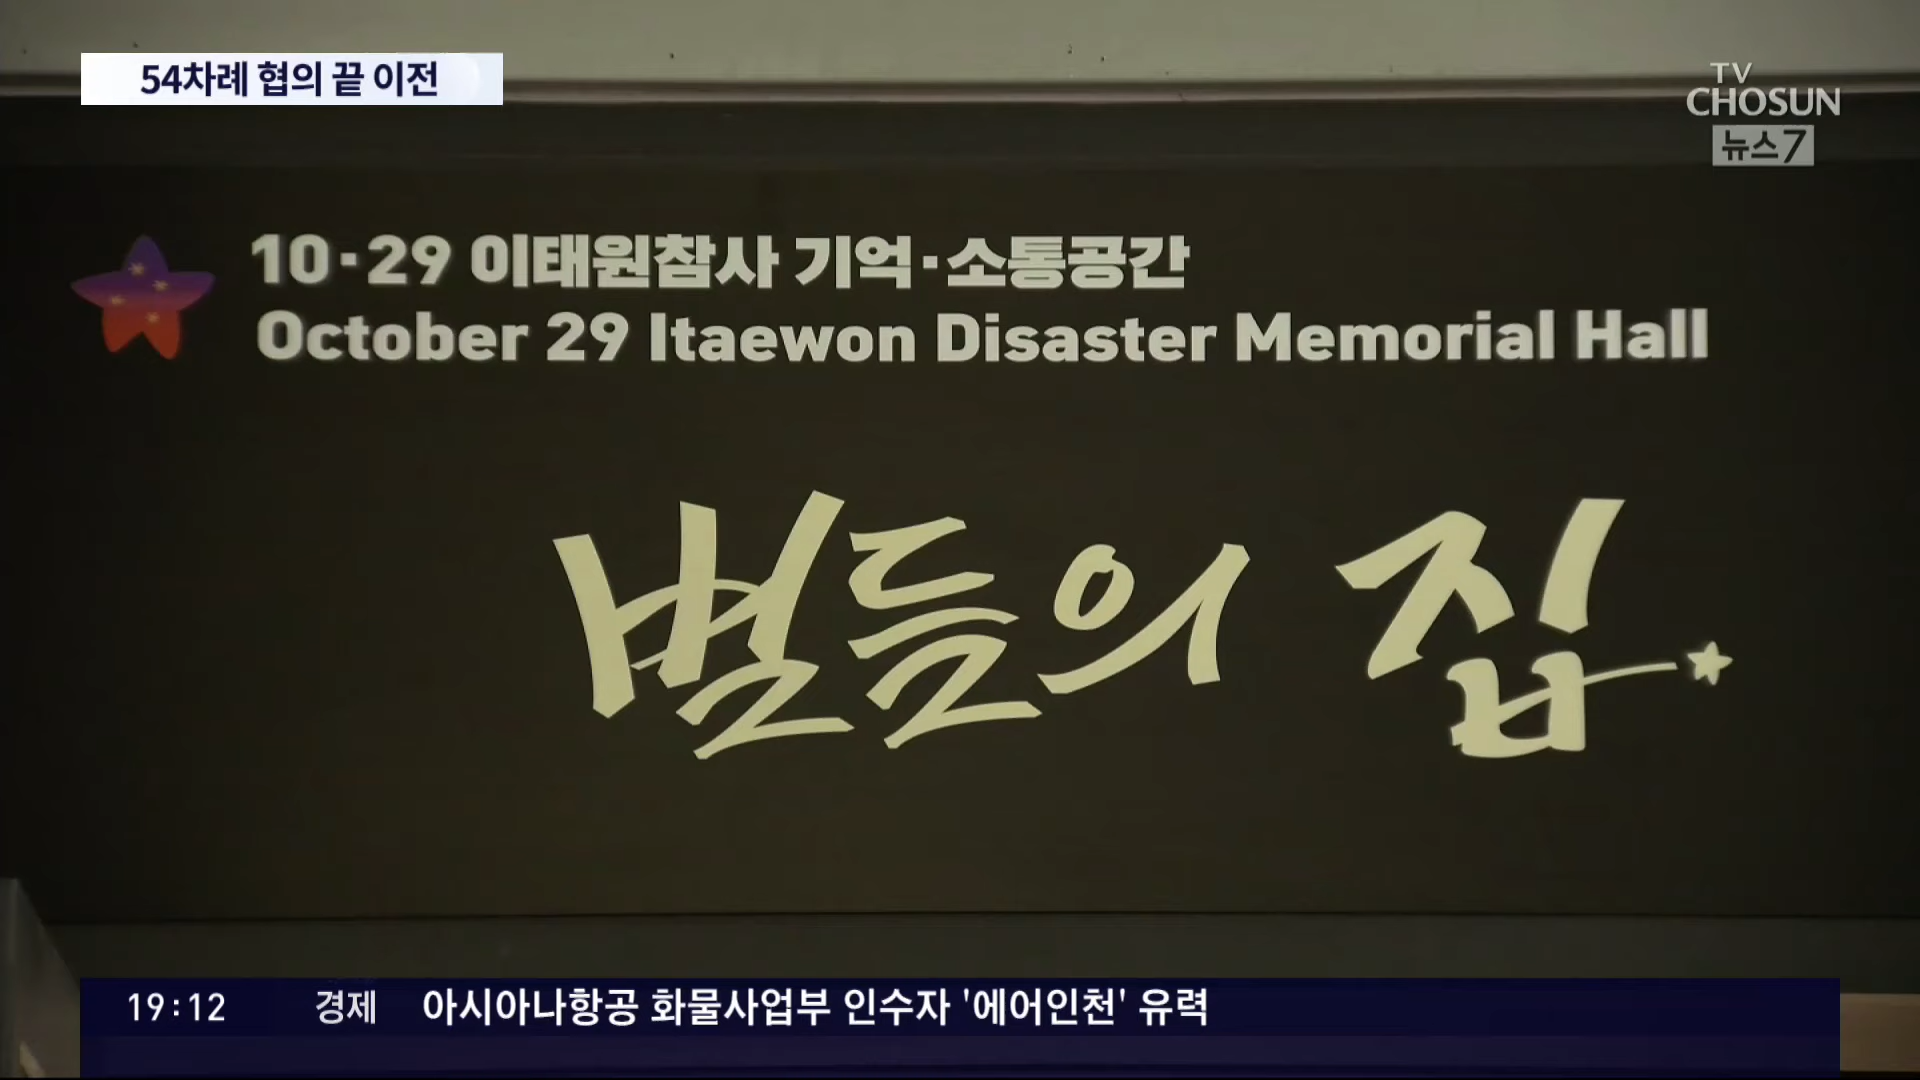 54차례 협의 끝 이전
TV
CHOSUN
뉴스7
10·29 이태원참사 기억·소통공간
October 29 Itaewon Disaster Memorial Hall
별들의 집
19:12 경제 아시아나항공 화물사업부 인수자 '에어인천' 유력